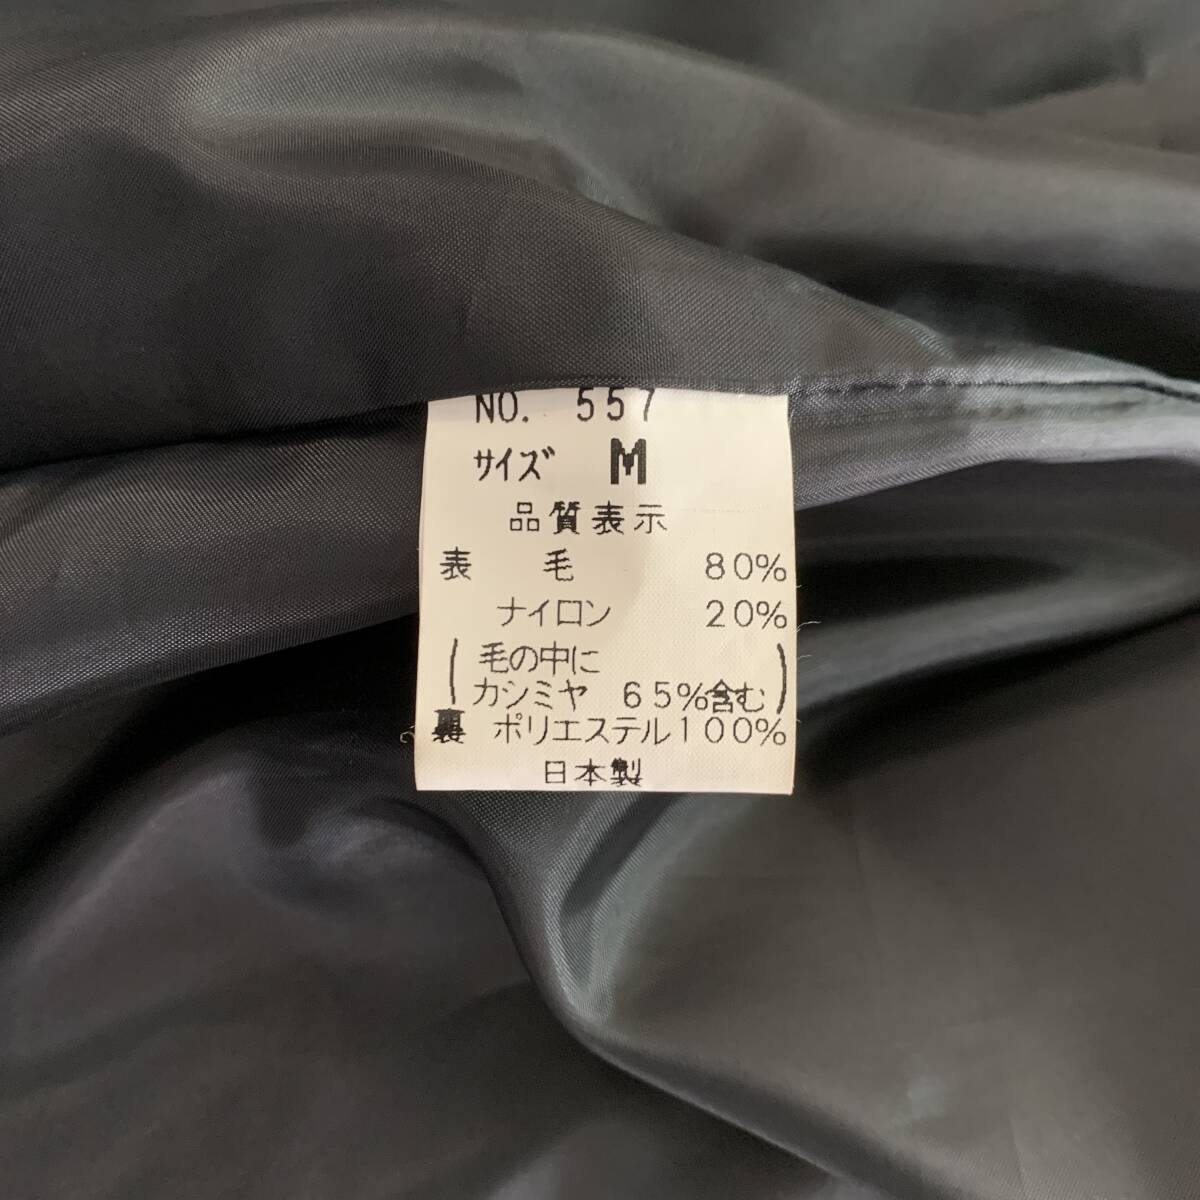 NO. 557
サイズ M
品質表示
表 毛 80%
ナイロン 20%
(毛の中に
カシミヤ 65%含む)
裏 ポリエステル100%
日本製